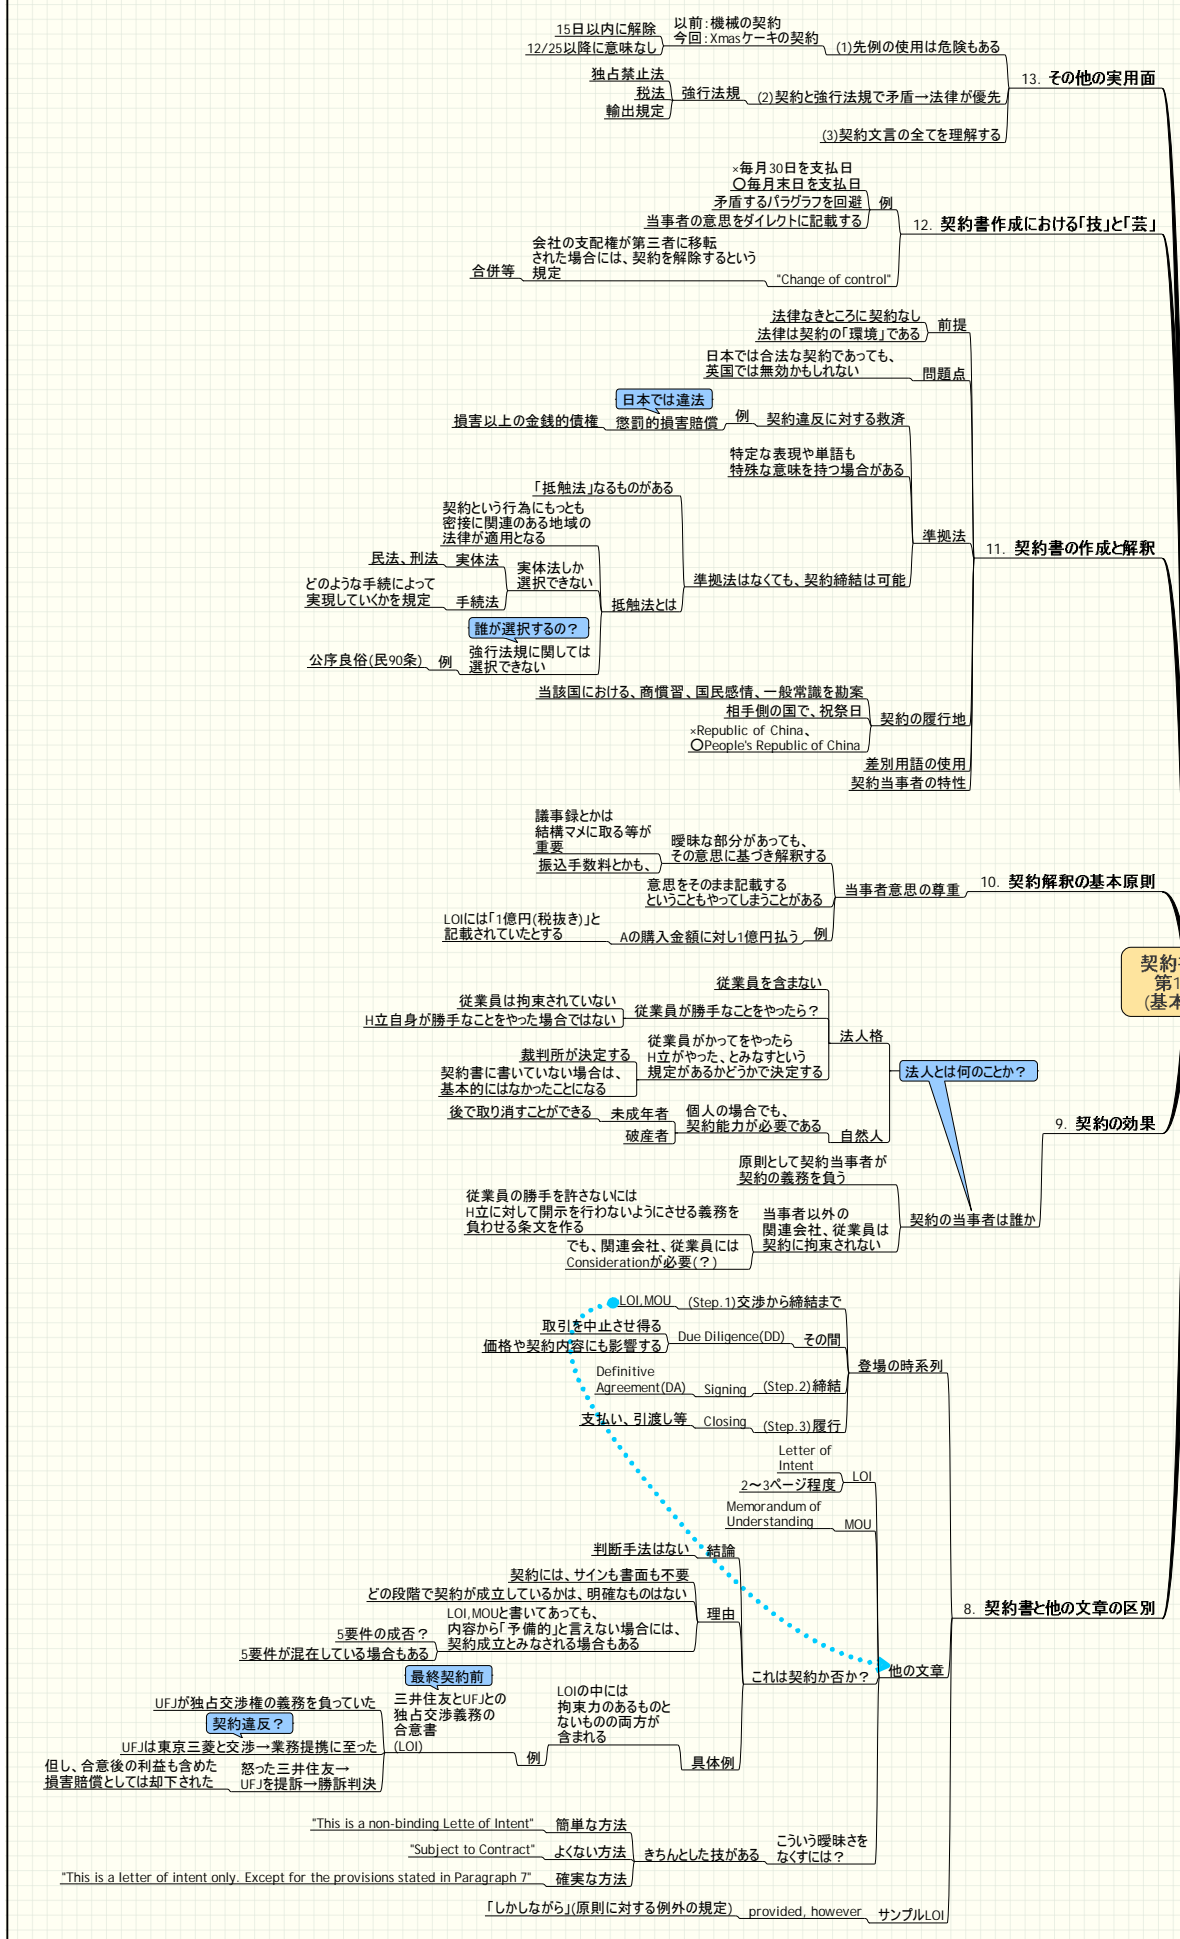 13. その他の実用面
(1)先例の使用は危険もある
以前：機械の契約
今回：Xmasケーキの契約
15日以内に解除
12/25以降に意味なし
(2)契約と強行法規で矛盾→法律が優先
強行法規
独占禁止法
税法
輸出規定
(3)契約文言の全てを理解する
12. 契約書作成における「技」と「芸」
例
×毎月30日を支払日
○毎月末日を支払日
矛盾するパラグラフを回避
当事者の意思をダイレクトに記載する
"Change of control"
会社の支配権が第三者に移転
された場合には、契約を解除するという
規定
合併等
11. 契約書の作成と解釈
前提
法律なきところに契約なし
法律は契約の「環境」である
問題点
日本では合法な契約であっても、
英国では無効かもしれない
準拠法
契約違反に対する救済
例
日本では違法
懲罰的損害賠償
損害以上の金銭的債権
特定な表現や単語も
特殊な意味を持つ場合がある
準拠法はなくても、契約締結は可能
「抵触法」なるものがある
抵触法とは
契約という行為にもっとも
密接に関連のある地域の
法律が適用となる
実体法しか
選択できない
実体法
民法、刑法
手続法
どのような手続によって
実現していくかを規定
誰が選択するの？
強行法規に関しては
選択できない
例
公序良俗(民90条)
契約の履行地
当該国における、商慣習、国民感情、一般常識を勘案
相手側の国で、祝祭日
×Republic of China、
○People's Republic of China
差別用語の使用
契約当事者の特性
10. 契約解釈の基本原則
当事者意思の尊重
曖昧な部分があっても、
その意思に基づき解釈する
議事録とかは
結構マメに取る等が
重要
振込手数料とかも、
意思をそのまま記載する
ということもやってしまうことがある
例
Aの購入金額に対し1億円払う
LOIには「1億円(税抜き)」と
記載されていたとする
契約
第1
(基本
9. 契約の効果
法人とは何のことか？
法人格
従業員を含まない
従業員が勝手なことをやったら？
従業員は拘束されていない
H立自身が勝手なことをやった場合ではない
従業員がかってをやったら
H立がやった、とみなすという
規定があるかどうかで決定する
裁判所が決定する
契約書に書いていない場合は、
基本的にはなかったことになる
自然人
個人の場合でも、
契約能力が必要である
未成年者
後で取り消すことができる
破産者
契約の当事者は誰か
原則として契約当事者が
契約の義務を負う
当事者以外の
関連会社、従業員は
契約に拘束されない
従業員の勝手を許さないには
H立に対して開示を行わないようにさせる義務を
負わせる条文を作る
でも、関連会社、従業員には
Considerationが必要(？)
8. 契約書と他の文章の区別
登場の時系列
(Step.1)交渉から締結まで
LOI,MOU
その間
Due Diligence(DD)
取引を中止させ得る
価格や契約内容にも影響する
(Step.2)締結
Signing
Definitive
Agreement(DA)
(Step.3)履行
Closing
支払い、引渡し等
他の文章
LOI
Letter of
Intent
2～3ページ程度
MOU
Memorandum of
Understanding
これは契約か否か？
結論
判断手法はない
理由
契約には、サインも書面も不要
どの段階で契約が成立しているかは、明確なものはない
LOI,MOUと書いてあっても、
内容から「予備的」と言えない場合には、
契約成立とみなされる場合もある
5要件の成否？
5要件が混在している場合もある
具体例
LOIの中には
拘束力のあるものと
ないものの両方が
含まれる
例
最終契約前
三井住友とUFJとの
独占交渉義務の
合意書
(LOI)
UFJが独占交渉権の義務を負っていた
契約違反？
UFJは東京三菱と交渉→業務提携に至った
怒った三井住友→
UFJを提訴→勝訴判決
但し、合意後の利益も含めた
損害賠償としては却下された
こういう曖昧さを
なくすには？
きちんとした技がある
簡単な方法
"This is a non-binding Lette of Intent"
よくない方法
"Subject to Contract"
確実な方法
"This is a letter of intent only. Except for the provisions stated in Paragraph 7"
サンプルLOI
provided, however
「しかしながら」(原則に対する例外の規定)